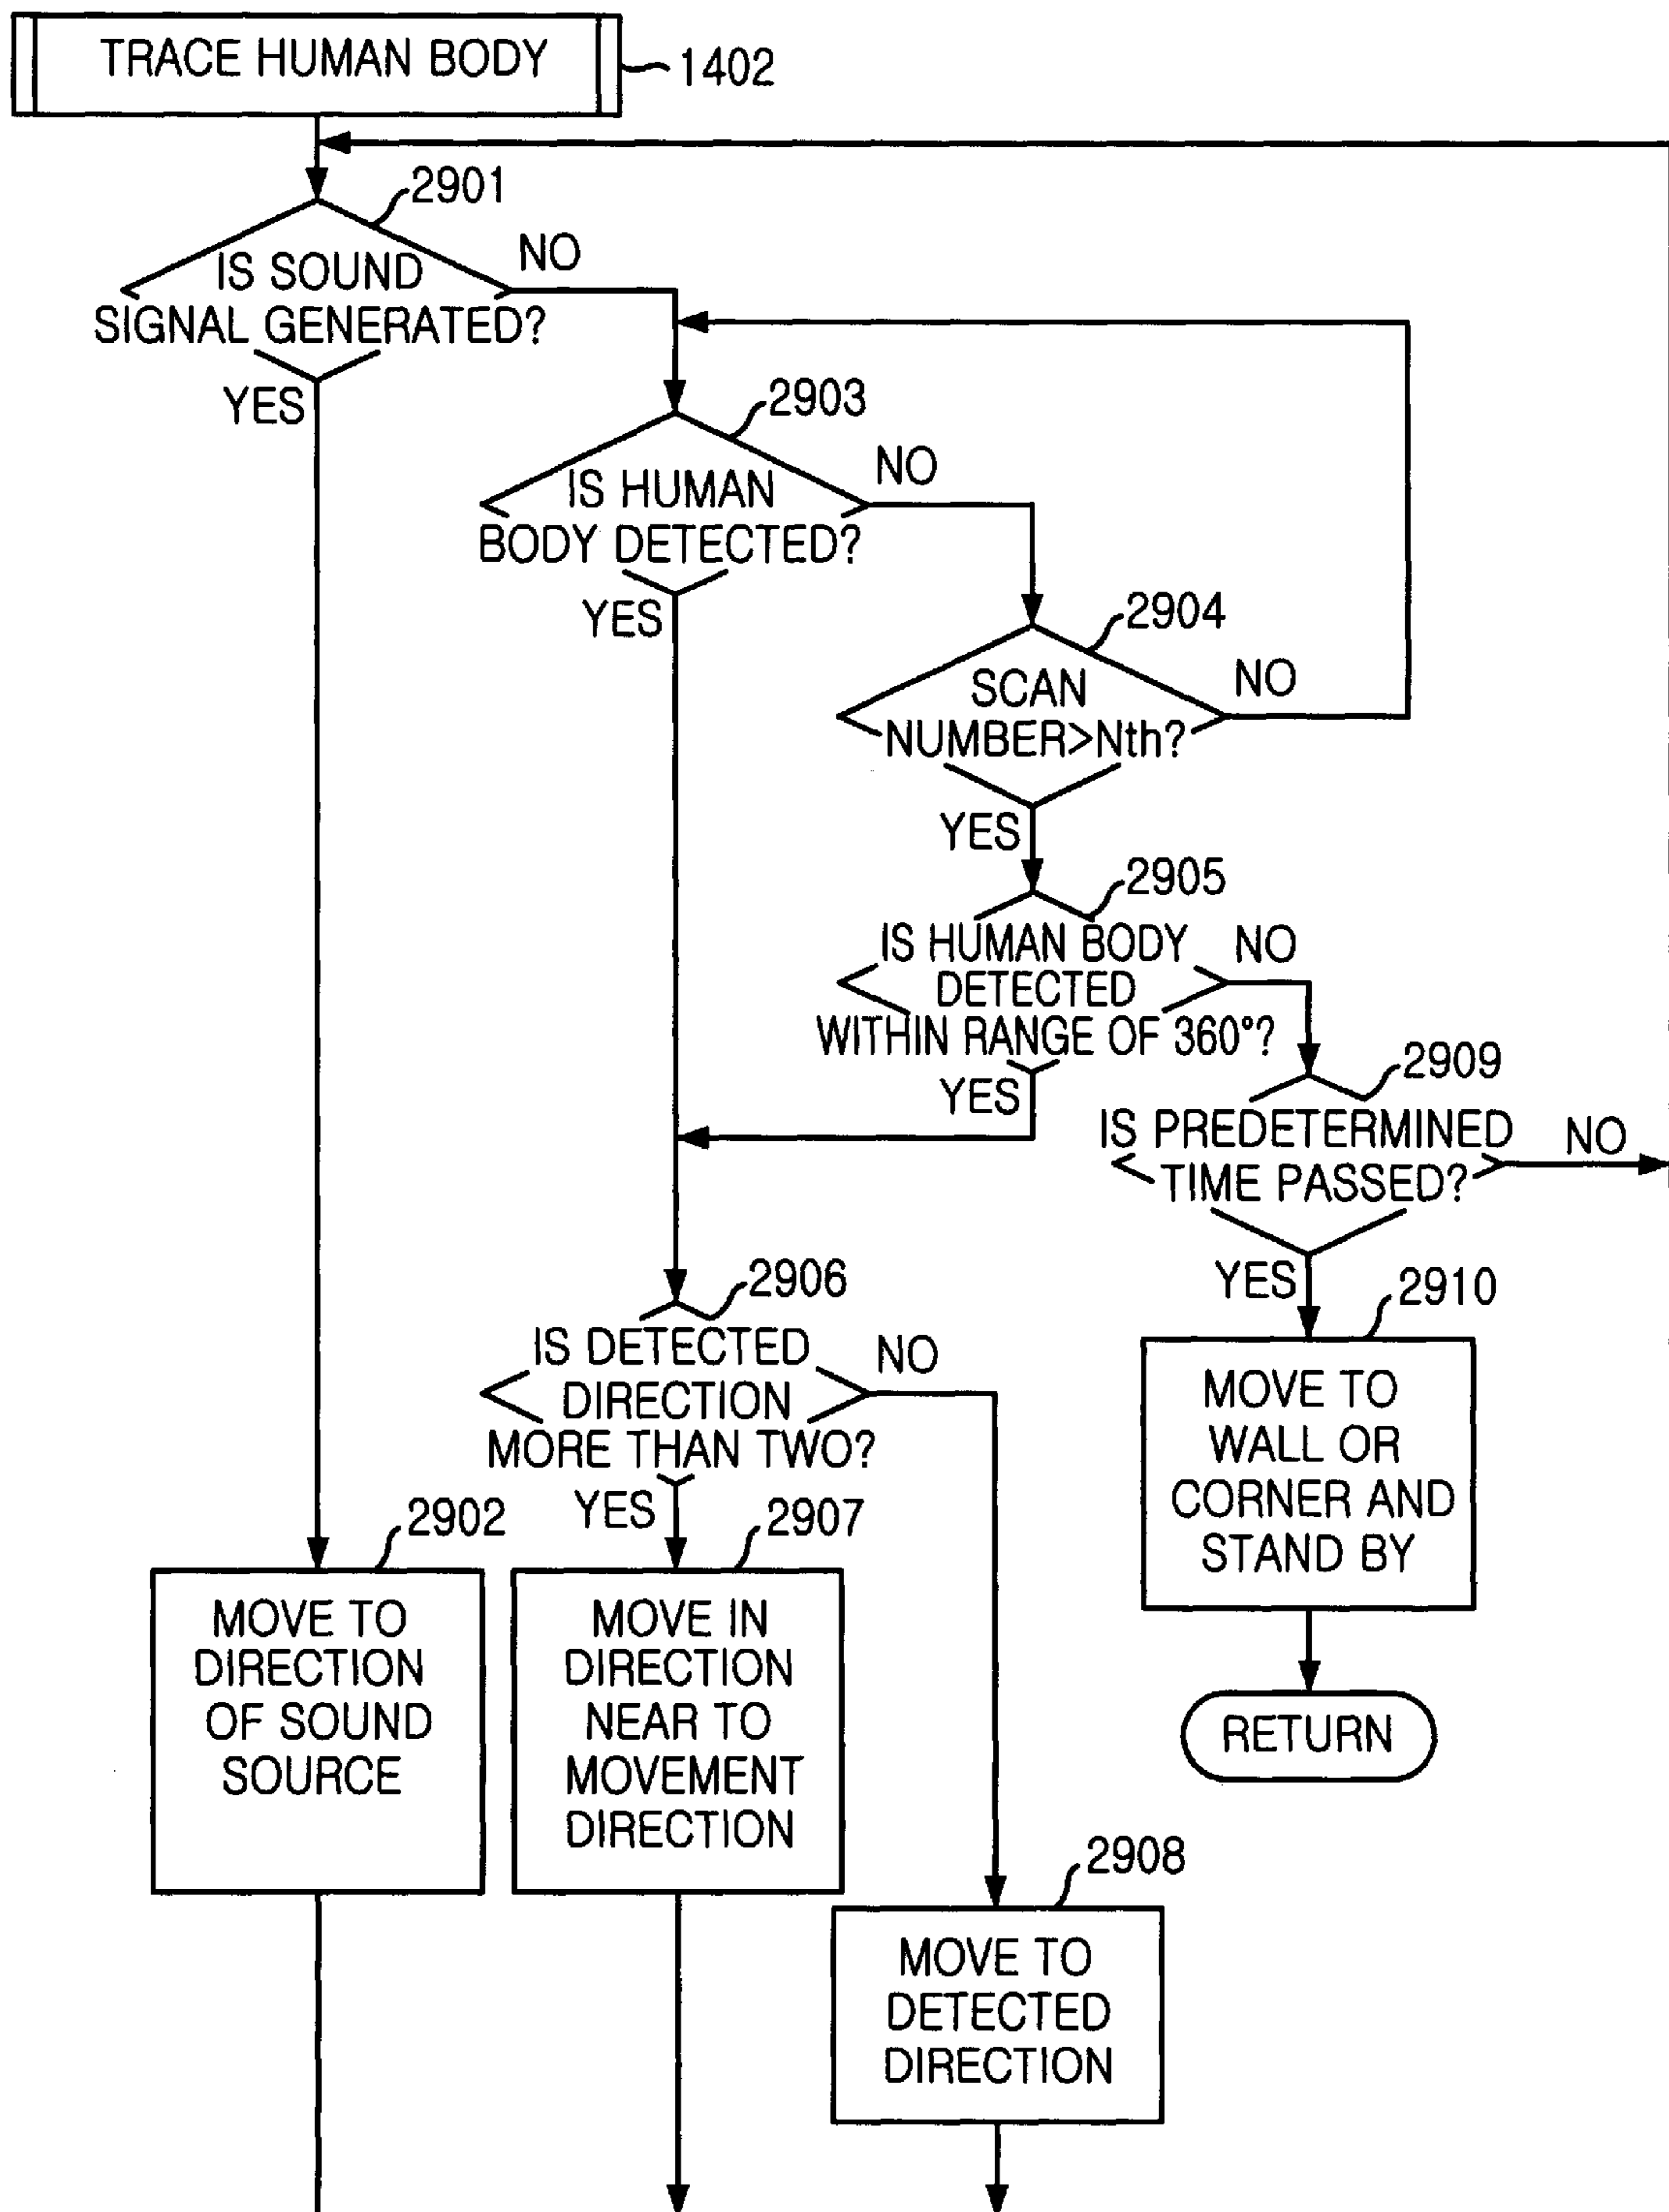 TRACE HUMAN BODY
1402
2901
IS SOUND
SIGNAL GENERATED?
NO
YES
2903
IS HUMAN
BODY DETECTED?
NO
YES
2904
SCAN
NUMBER>Nth?
NO
YES
2905
IS HUMAN BODY
DETECTED
WITHIN RANGE OF 360°?
NO
YES
2909
IS PREDETERMINED
TIME PASSED?
NO
YES
2910
MOVE TO
WALL OR
CORNER AND
STAND BY
RETURN
2906
IS DETECTED
DIRECTION
MORE THAN TWO?
NO
YES
2902
MOVE TO
DIRECTION
OF SOUND
SOURCE
2907
MOVE IN
DIRECTION
NEAR TO
MOVEMENT
DIRECTION
2908
MOVE TO
DETECTED
DIRECTION